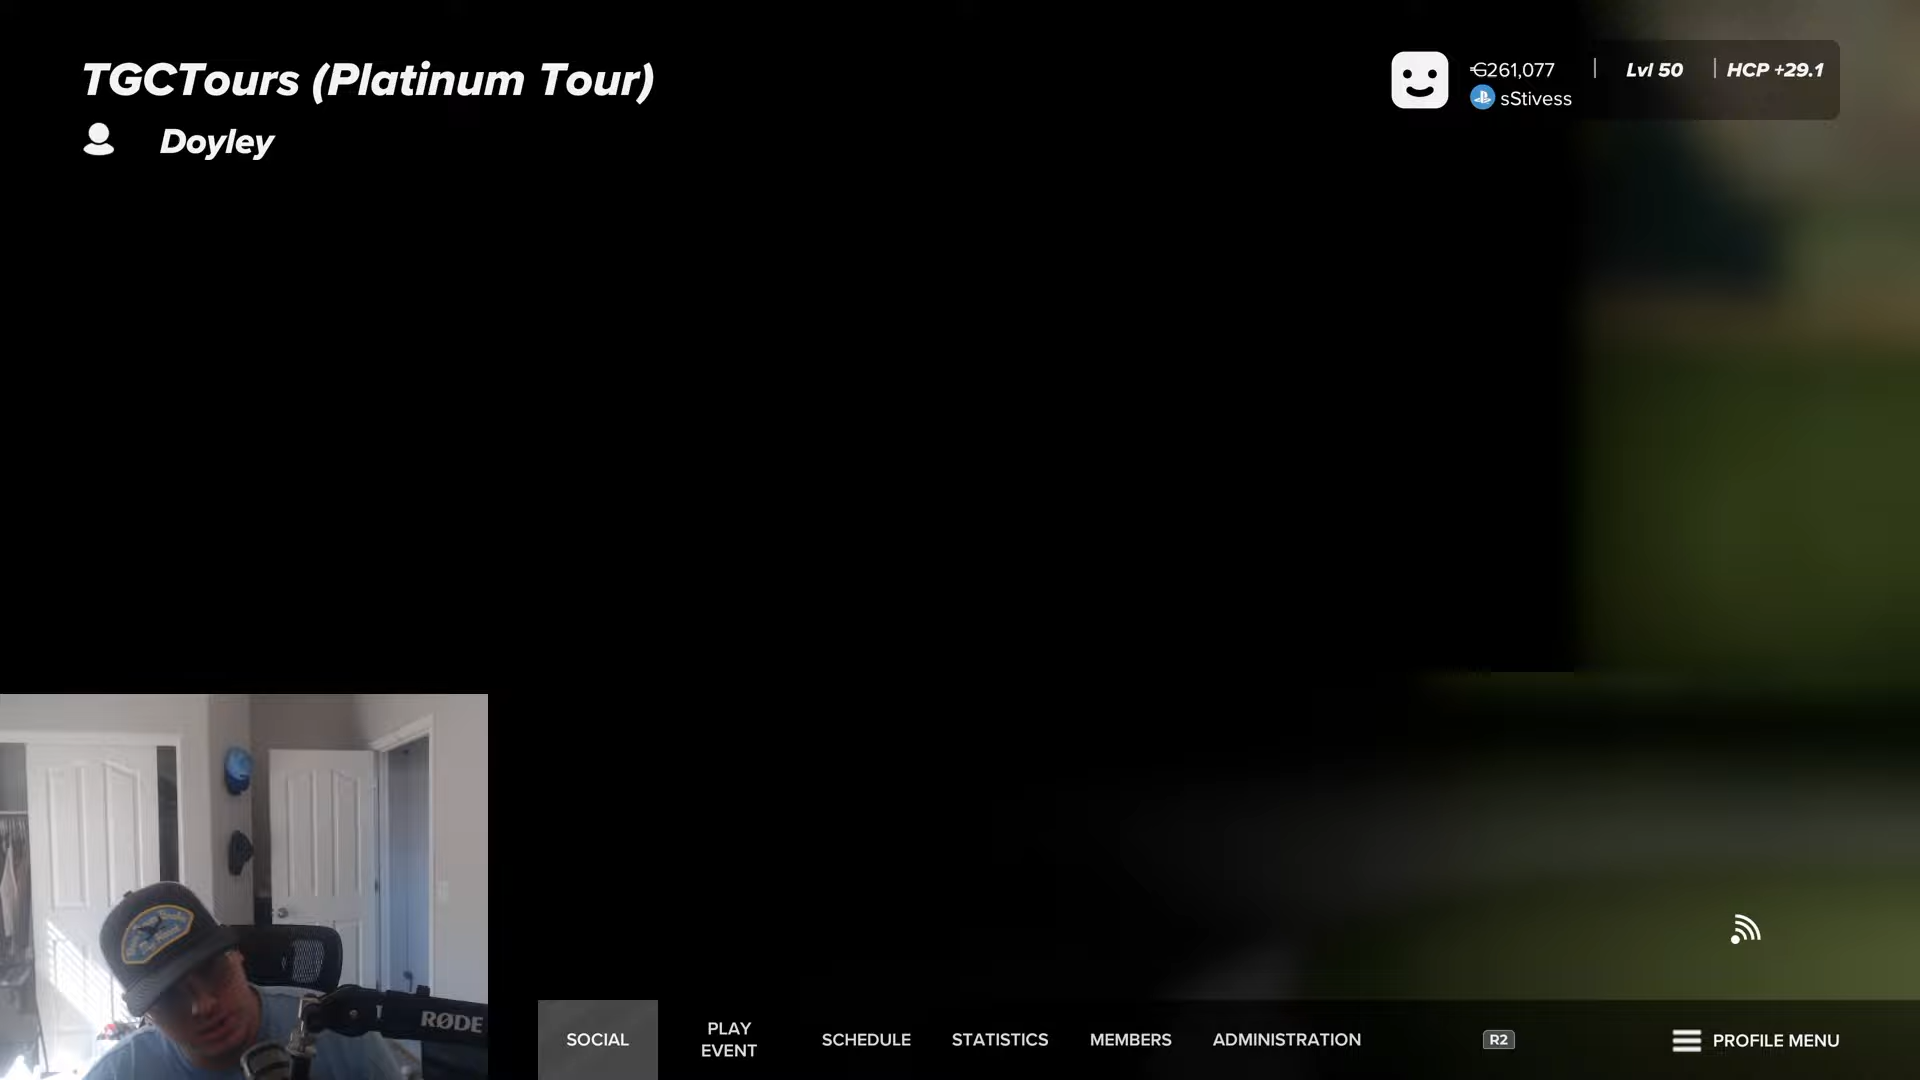 TGCTours (Platinum Tour)
Doyley
G261,077
Lvl 50
HCP +29.1
sStivess
RØDE
SOCIAL
PLAY
EVENT
SCHEDULE
STATISTICS
MEMBERS
ADMINISTRATION
R2
PROFILE MENU